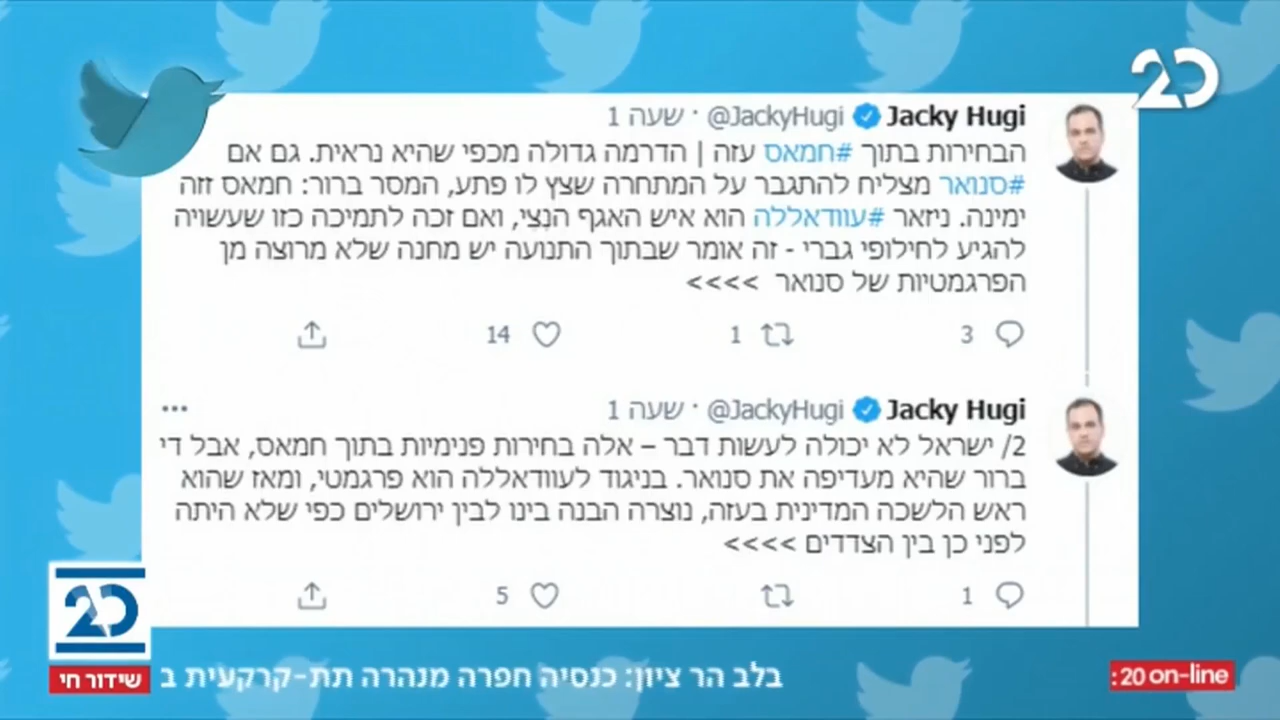 20
Jacky Hugi @JackyHugi · שעה 1
הבחירות בתוך #חמאס עזה | הדרמה גדולה מכפי שהיא נראית. גם אם
#סנואר מצליח להתגבר על המתחרה שצץ לו פתע, המסר ברור: חמאס זזה
ימינה. ניזאר #עוודאללה הוא איש האגף הנצי, ואם זכה לתמיכה כזו שעשויה
להגיע לחילופי גברי - זה אומר שבתוך התנועה יש מחנה שלא מרוצה מן
הפרגמטיות של סנואר >>>>
3 1 14
Jacky Hugi @JackyHugi · שעה 1 •••
2/ ישראל לא יכולה לעשות דבר – אלה בחירות פנימיות בתוך חמאס, אבל די
ברור שהיא מעדיפה את סנואר. בניגוד לעוודאללה הוא פרגמטי, ומאז שהוא
ראש הלשכה המדינית בעזה, נוצרה הבנה בינו לבין ירושלים כפי שלא היתה
לפני כן בין הצדדים >>>>
1 5
20
שידור חי
בלב הר ציון: כנסיה חפרה מנהרה תת-קרקעית ב
:20 on-line